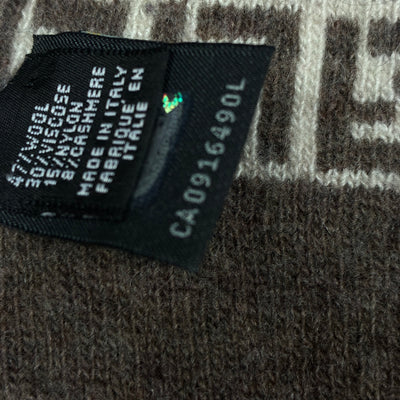 47//WOOL
30//VISCOSE
15//NYLON
8//CASHMERE
MADE IN ITALY
FABRIQUE EN
ITALIE
CA0916490L